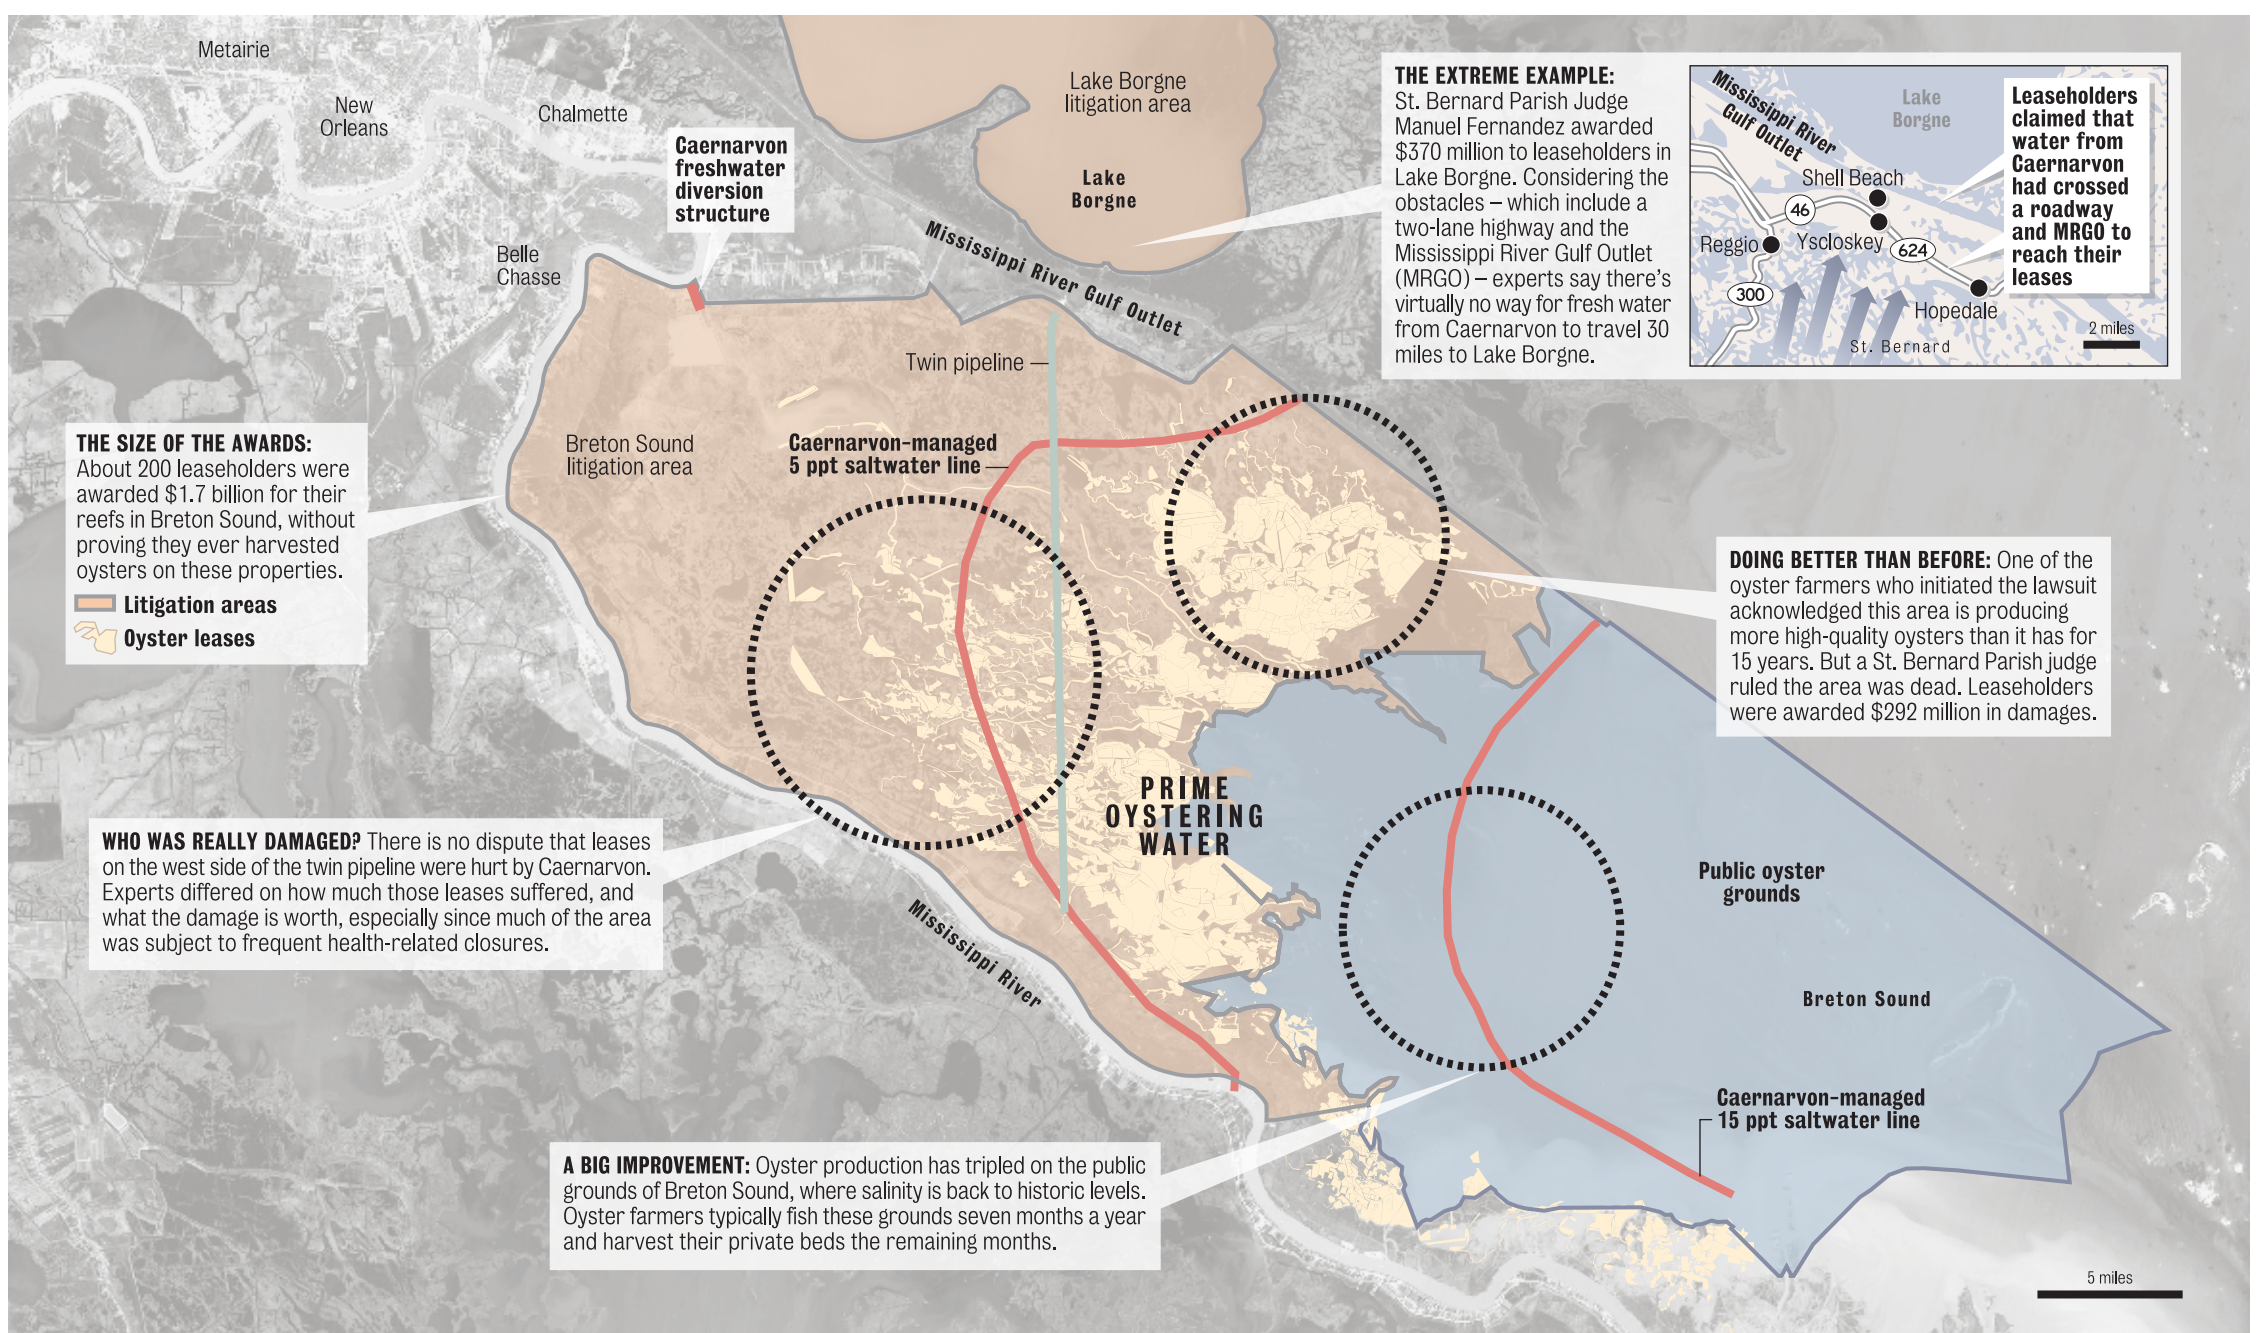 Metairie
New
Orleans
Chalmette
Belle
Chasse
Caernarvon
freshwater
diversion
structure
Lake Borgne
litigation area
Lake
Borgne
Mississippi River Gulf Outlet
THE EXTREME EXAMPLE:
St. Bernard Parish Judge
Manuel Fernandez awarded
$370 million to leaseholders in
Lake Borgne. Considering the
obstacles – which include a
two-lane highway and the
Mississippi River Gulf Outlet
(MRGO) – experts say there's
virtually no way for fresh water
from Caernarvon to travel 30
miles to Lake Borgne.
Mississippi River
Gulf Outlet
Lake
Borgne
Shell Beach
46
Reggio
Yscloskey
624
300
Hopedale
St. Bernard
2 miles
Leaseholders
claimed that
water from
Caernarvon
had crossed
a roadway
and MRGO to
reach their
leases
Twin pipeline
Breton Sound
litigation area
Caernarvon-managed
5 ppt saltwater line
THE SIZE OF THE AWARDS:
About 200 leaseholders were
awarded $1.7 billion for their
reefs in Breton Sound, without
proving they ever harvested
oysters on these properties.
Litigation areas
Oyster leases
DOING BETTER THAN BEFORE: One of the
oyster farmers who initiated the lawsuit
acknowledged this area is producing
more high-quality oysters than it has for
15 years. But a St. Bernard Parish judge
ruled the area was dead. Leaseholders
were awarded $292 million in damages.
PRIME
OYSTERING
WATER
WHO WAS REALLY DAMAGED? There is no dispute that leases
on the west side of the twin pipeline were hurt by Caernarvon.
Experts differed on how much those leases suffered, and
what the damage is worth, especially since much of the area
was subject to frequent health-related closures.
Mississippi River
Public oyster
grounds
Breton Sound
Caernarvon-managed
15 ppt saltwater line
A BIG IMPROVEMENT: Oyster production has tripled on the public
grounds of Breton Sound, where salinity is back to historic levels.
Oyster farmers typically fish these grounds seven months a year
and harvest their private beds the remaining months.
5 miles